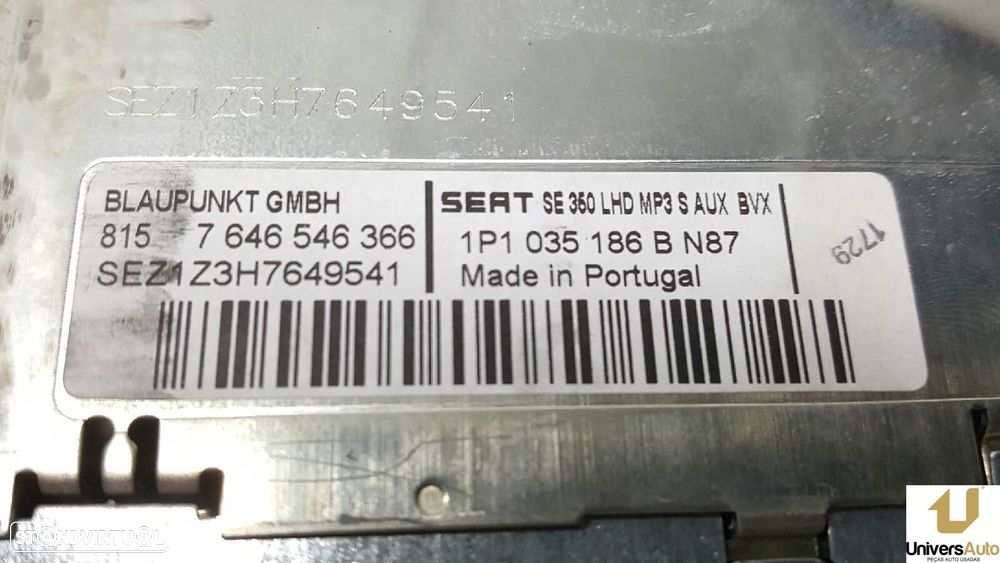 SEZ1Z3H7649541
BLAUPUNKT GMBH
815 7 646 546 366
SEZ1Z3H7649541
SEAT SE 360 LHD MP3 S AUX BVX
1P1 035 186 B N87
Made in Portugal
1729
STANDVIRTUAL
UniversAuto
PEÇAS AUTO USADAS